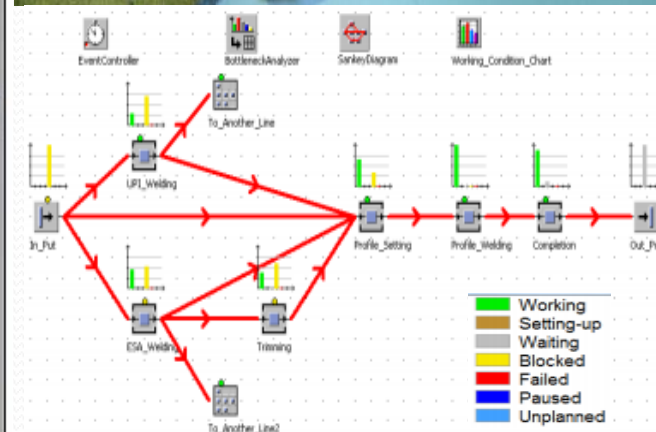 EventController
BottleneckAnalyzer
SankeyDiagram
Working_Condition_Chart
To_Another_Line
UPI_Welding
In_Put
Profile_Setting
Profile_Welding
Completion
Out_P
ESA_Welding
Trimming
To_Another_Line2
Working
Setting-up
Waiting
Blocked
Failed
Paused
Unplanned